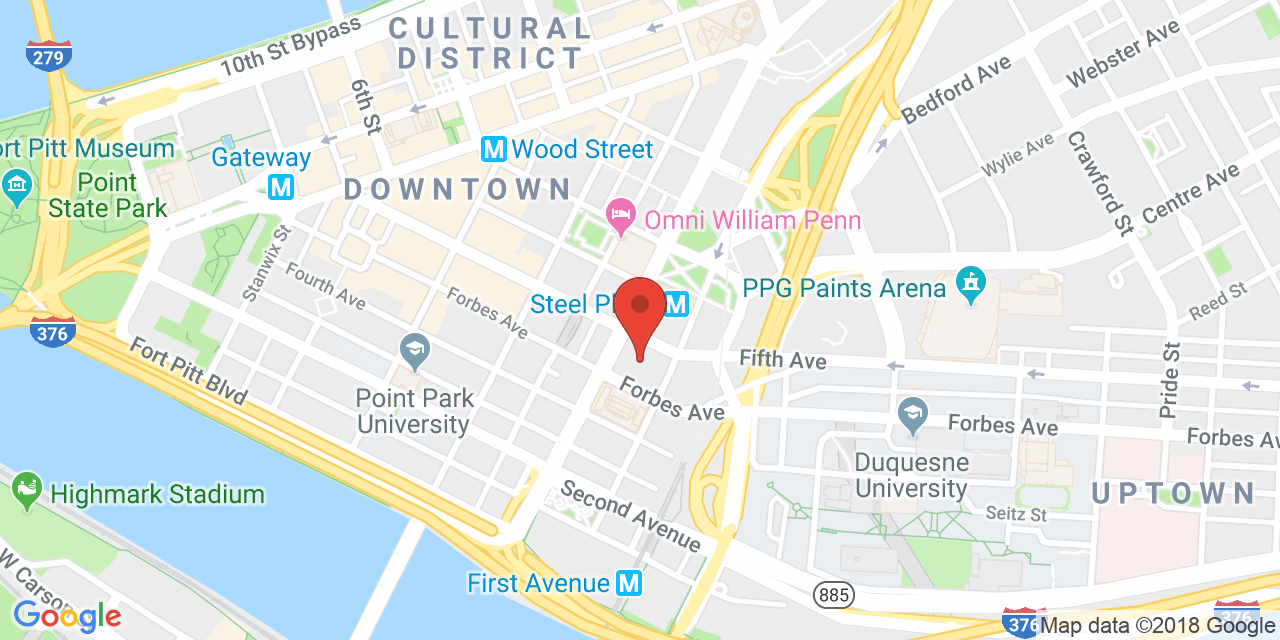 CULTURAL
DISTRICT
279
10th St Bypass
6th St
Webster Ave
Bedford Ave
Wylie Ave
Crawford St
Centre Ave
ort Pitt Museum
Gateway
M
M Wood Street
Point
State Park
DOWNTOWN
Omni William Penn
Stanwix St
Fourth Ave
Forbes Ave
Steel Pl
M
PPG Paints Arena
Reed St
376
Fort Pitt Blvd
Fifth Ave
Pride St
Point Park
University
Forbes Ave
Forbes Ave
Forbes Ave
Duquesne
University
Highmark Stadium
UPTOWN
Second Avenue
Seitz St
W Carson
First Avenue M
885
376
376
Google
Map data ©2018 Google